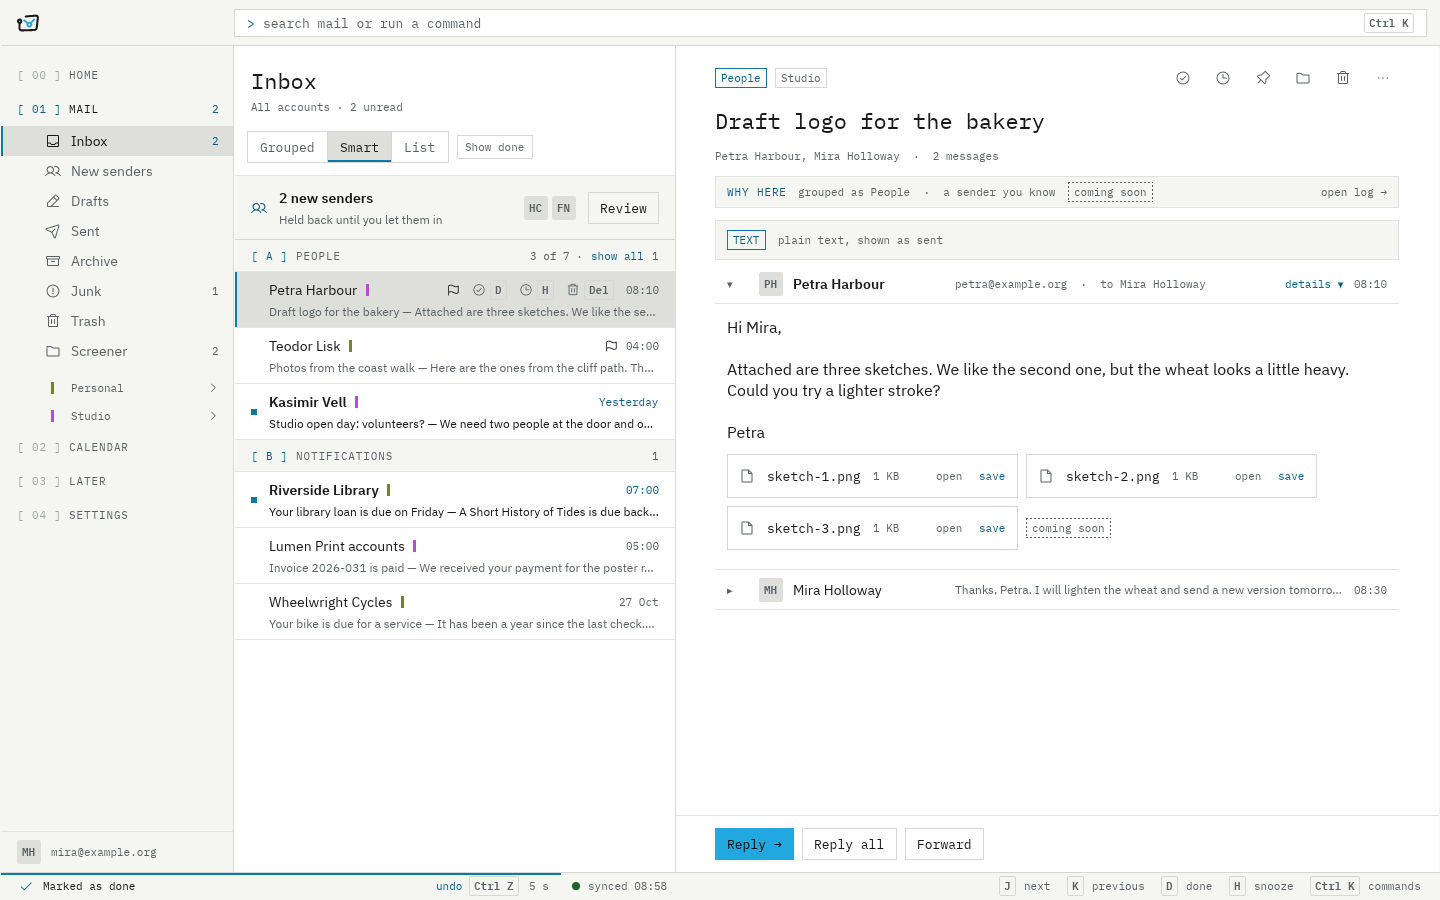 > search mail or run a command Ctrl K
[ 00 ] HOME
[ 01 ] MAIL 2
Inbox 2
New senders
Drafts
Sent
Archive
Junk 1
Trash
Screener 2
Personal
Studio
[ 02 ] CALENDAR
[ 03 ] LATER
[ 04 ] SETTINGS
MH mira@example.org
Inbox
All accounts · 2 unread
Grouped Smart List Show done
2 new senders
Held back until you let them in
HC FN Review
[ A ] PEOPLE 3 of 7 · show all 1
Petra Harbour D H Del 08:10
Draft logo for the bakery — Attached are three sketches. We like the se…
Teodor Lisk 04:00
Photos from the coast walk — Here are the ones from the cliff path. Th…
Kasimir Vell Yesterday
Studio open day: volunteers? — We need two people at the door and o…
[ B ] NOTIFICATIONS 1
Riverside Library 07:00
Your library loan is due on Friday — A Short History of Tides is due back…
Lumen Print accounts 05:00
Invoice 2026-031 is paid — We received your payment for the poster r…
Wheelwright Cycles 27 Oct
Your bike is due for a service — It has been a year since the last check.…
People Studio
Draft logo for the bakery
Petra Harbour, Mira Holloway · 2 messages
WHY HERE grouped as People · a sender you know coming soon open log →
TEXT plain text, shown as sent
▾ PH Petra Harbour petra@example.org · to Mira Holloway details ▾ 08:10
Hi Mira,
Attached are three sketches. We like the second one, but the wheat looks a little heavy.
Could you try a lighter stroke?
Petra
sketch-1.png 1 KB open save
sketch-2.png 1 KB open save
sketch-3.png 1 KB open save
coming soon
▸ MH Mira Holloway Thanks, Petra. I will lighten the wheat and send a new version tomorro… 08:30
Reply → Reply all Forward
Marked as done undo Ctrl Z 5 s synced 08:58
J next K previous D done H snooze Ctrl K commands